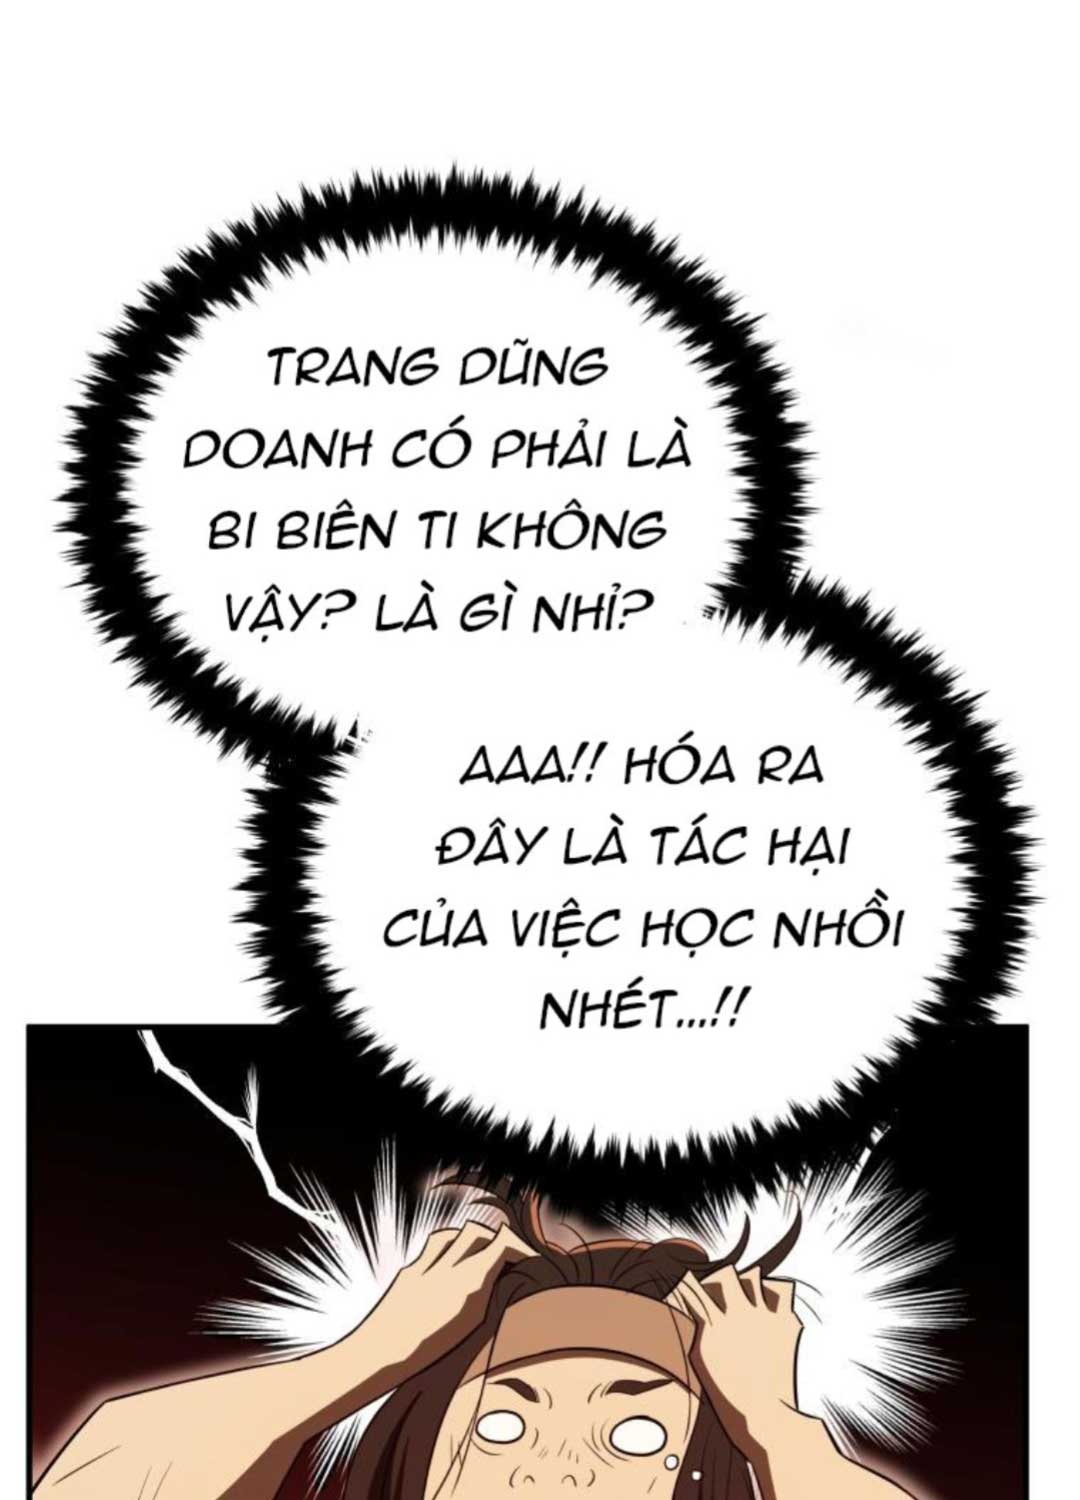 TRANG DŨNG
DOANH CÓ PHẢI LÀ
BI BIÊN TI KHÔNG
VẬY? LÀ GÌ NHỈ?
AAA!! HÓA RA
ĐÂY LÀ TÁC HẠI
CỦA VIỆC HỌC NHỒI
NHÉT...!!